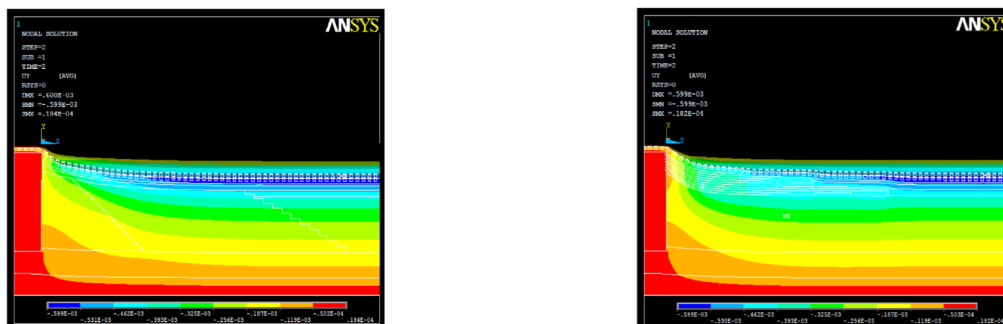 1
ANSYS
NODAL SOLUTION
STEP=2
SUB =1
TIME=2
UY (AVG)
RSYS=0
DMX =.600E-03
SMN =-.599E-03
SMX =.184E-04
Y
Z
-.599E-03 -.462E-03 -.325E-03 -.187E-03 -.502E-04
-.531E-03 -.393E-03 -.256E-03 -.119E-03 .184E-04
1
ANSYS
NODAL SOLUTION
STEP=2
SUB =1
TIME=2
UY (AVG)
RSYS=0
DMX =.599E-03
SMN =-.599E-03
SMX =.182E-04
Y
Z
MX
-.599E-03 -.462E-03 -.325E-03 -.187E-03 -.503E-04
-.530E-03 -.393E-03 -.256E-03 -.119E-03 .182E-04